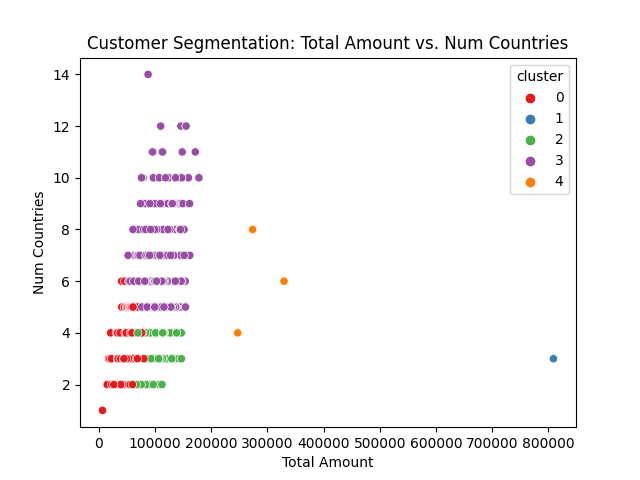 Customer Segmentation: Total Amount vs. Num Countries
cluster
0
1
2
3
4
14
12
10
8
6
4
2
Num Countries
0 100000 200000 300000 400000 500000 600000 700000 800000
Total Amount